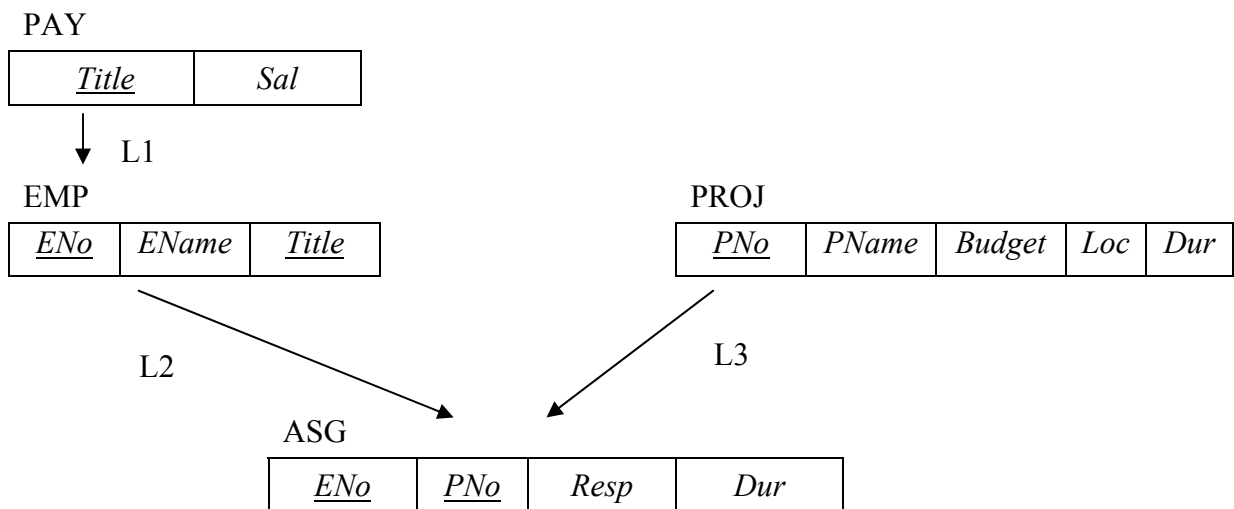 PAY
Title Sal
L1
EMP PROJ
ENo EName Title PNo PName Budget Loc Dur
L2 L3
ASG
ENo PNo Resp Dur